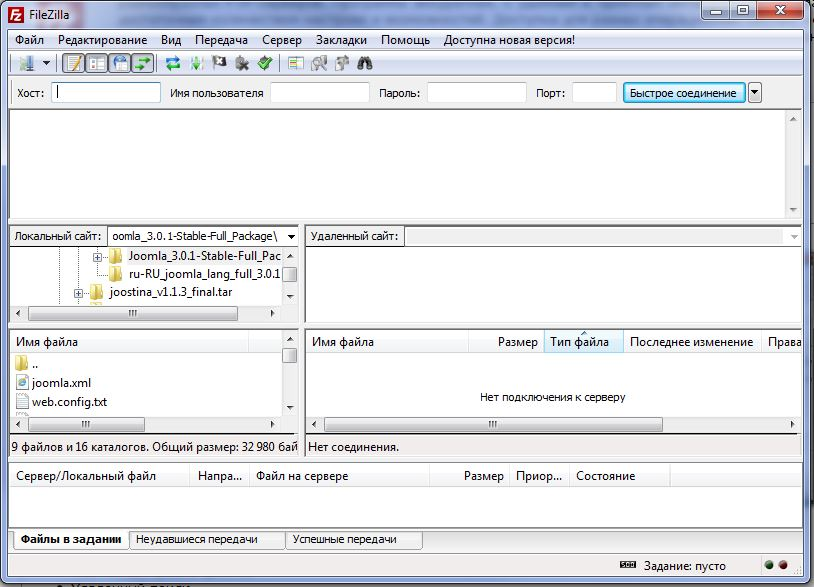 FileZilla
Файл Редактирование Вид Передача Сервер Закладки Помощь Доступна новая версия!
Хост: Имя пользователя Пароль: Порт: Быстрое соединение
Локальный сайт: oomla_3.0.1-Stable-Full_Package\ Удаленный сайт:
Joomla_3.0.1-Stable-Full_Pac
ru-RU_joomla_lang_full_3.0.1
joostina_v1.1.3_final.tar
Имя файла Имя файла Размер Тип файла Последнее изменение Права
..
joomla.xml
web.config.txt
Нет подключения к серверу
9 файлов и 16 каталогов. Общий размер: 32 980 бай Нет соединения.
Сервер/Локальный файл Напра... Файл на сервере Размер Приор... Состояние
Файлы в задании Неудавшиеся передачи Успешные передачи
Задание: пусто